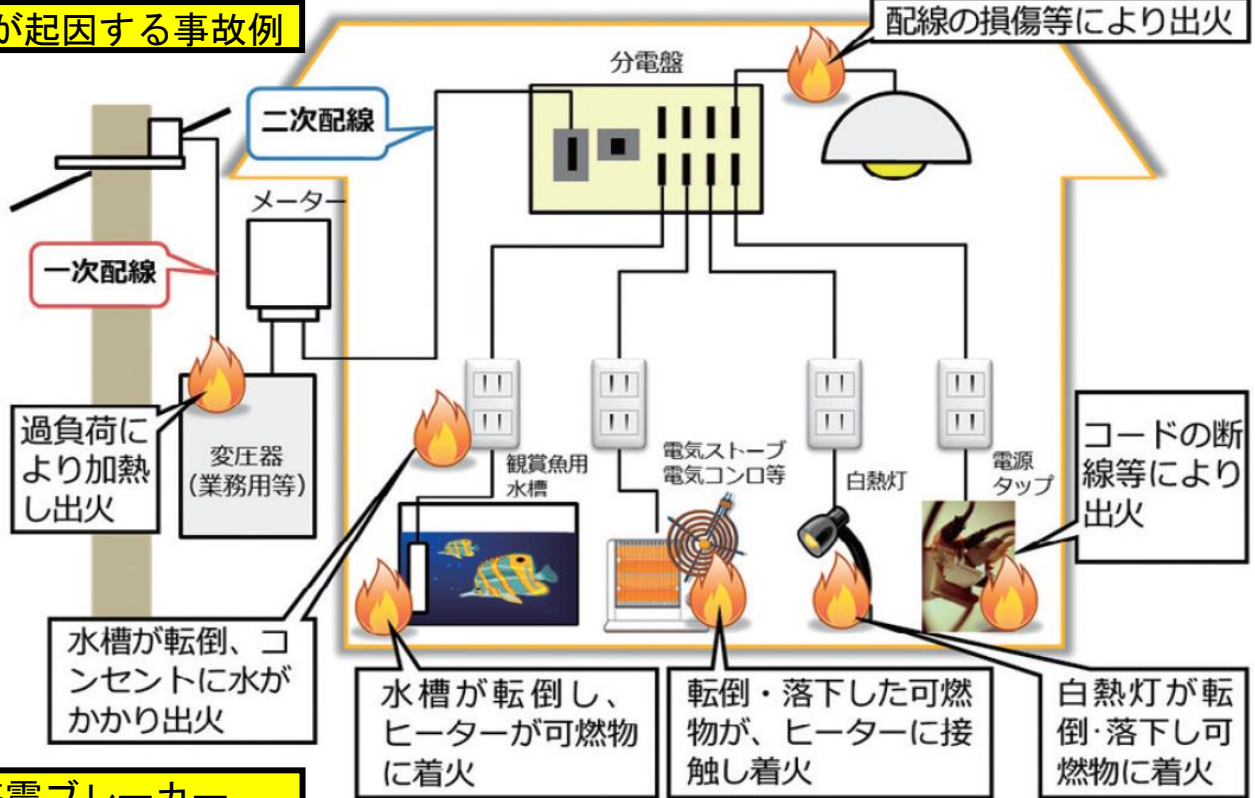 が起因する事故例
配線の損傷等により出火
分電盤
二次配線
メーター
一次配線
過負荷に
より加熱
し出火
変圧器
(業務用等)
観賞魚用
水槽
電気ストーブ
電気コンロ等
白熱灯
電源
タップ
コードの断
線等により
出火
水槽が転倒、コ
ンセントに水が
かかり出火
水槽が転倒し、
ヒーターが可燃物
に着火
転倒・落下した可燃
物が、ヒーターに接
触し着火
白熱灯が転
倒･落下し可
燃物に着火
震ブレーカー